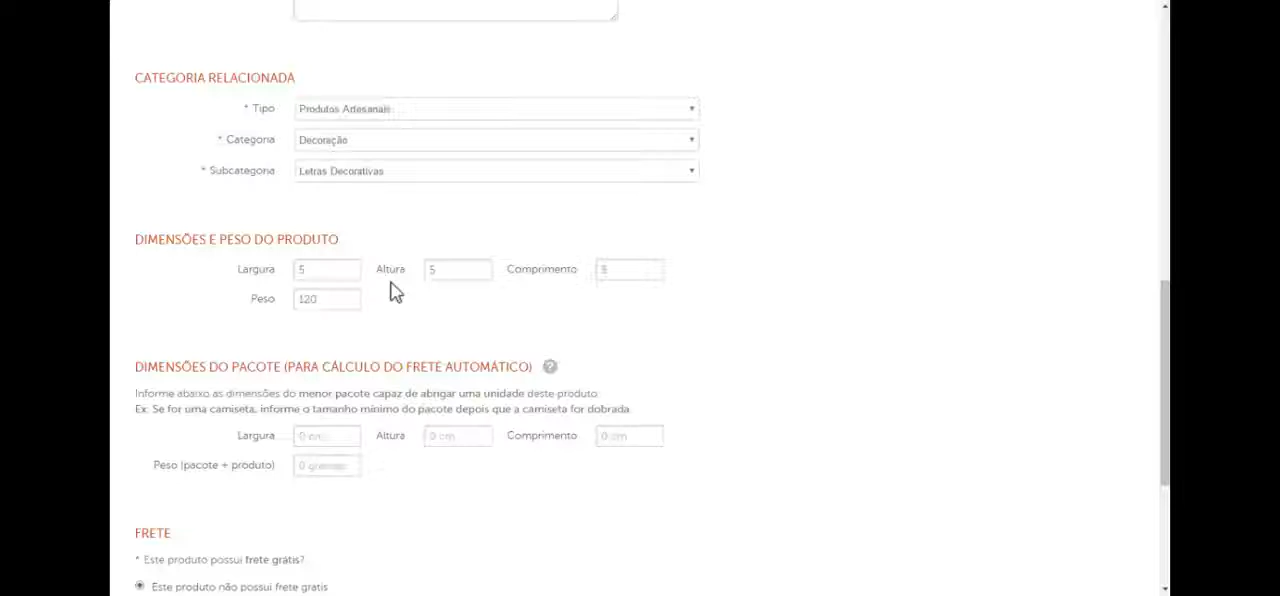 CATEGORIA RELACIONADA
* Tipo Produtos Artesanais
* Categoria Decoração
* Subcategoria Letras Decorativas
DIMENSÕES E PESO DO PRODUTO
Largura 5 Altura 5 Comprimento 5
Peso 120
DIMENSÕES DO PACOTE (PARA CÁLCULO DO FRETE AUTOMÁTICO) ?
Informe abaixo as dimensões do menor pacote capaz de abrigar uma unidade deste produto
Ex: Se for uma camiseta, informe o tamanho mínimo do pacote depois que a camiseta for dobrada
Largura 0 cm Altura 0 cm Comprimento 0 cm
Peso (pacote + produto) 0 gramas
FRETE
* Este produto possui frete grátis?
Este produto não possui frete gratis